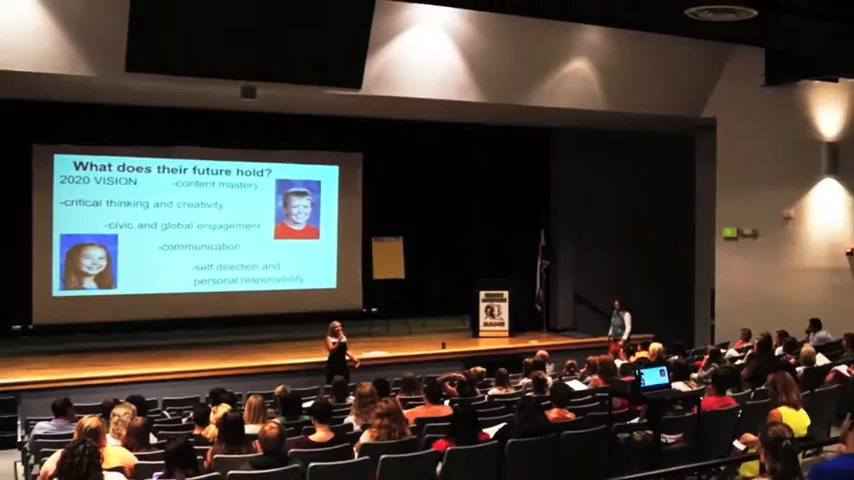 What does their future hold?
2020 VISION
-content mastery
-critical thinking and creativity
-civic and global engagement
-communication
-self direction and
personal responsibility